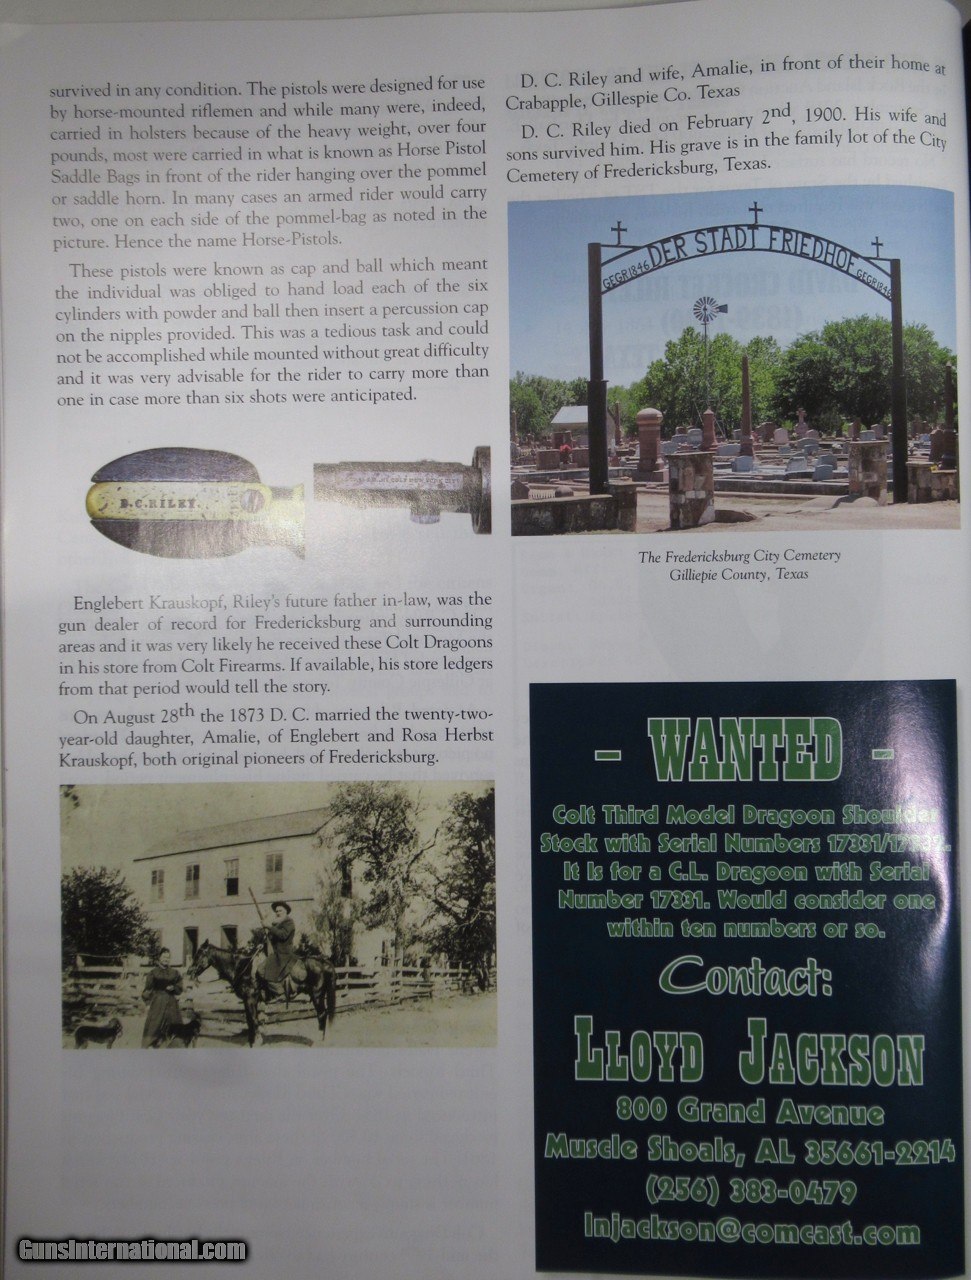 survived in any condition. The pistols were designed for use
by horse-mounted riflemen and while many were, indeed,
carried in holsters because of the heavy weight, over four
pounds, most were carried in what is known as Horse Pistol
Saddle Bags in front of the rider hanging over the pommel
or saddle horn. In many cases an armed rider would carry
two, one on each side of the pommel-bag as noted in the
picture. Hence the name Horse-Pistols.
These pistols were known as cap and ball which meant
the individual was obliged to hand load each of the six
cylinders with powder and ball then insert a percussion cap
on the nipples provided. This was a tedious task and could
not be accomplished while mounted without great difficulty
and it was very advisable for the rider to carry more than
one in case more than six shots were anticipated.
D.C.RILEY.
Englebert Krauskopf, Riley's future father in-law, was the
gun dealer of record for Fredericksburg and surrounding
areas and it was very likely he received these Colt Dragoons
in his store from Colt Firearms. If available, his store ledgers
from that period would tell the story.
On August 28th the 1873 D. C. married the twenty-two-
year-old daughter, Amalie, of Englebert and Rosa Herbst
Krauskopf, both original pioneers of Fredericksburg.
D. C. Riley and wife, Amalie, in front of their home at
Crabapple, Gillespie Co. Texas
D. C. Riley died on February 2nd, 1900. His wife and
sons survived him. His grave is in the family lot of the City
Cemetery of Fredericksburg, Texas.
GEGR1846 DER STADT FRIEDHOF GEGR1846
The Fredericksburg City Cemetery
Gilliepie County, Texas
- WANTED -
Colt Third Model Dragoon Shoulder
Stock with Serial Numbers 17331/
It Is for a C.L. Dragoon with Serial
Number 17331. Would consider one
within ten numbers or so.
Contact:
LLOYD JACKSON
800 Grand Avenue
Muscle Shoals, AL 35661-2214
(256) 383-0479
lnjackson@comcast.com
GunsInternational.com